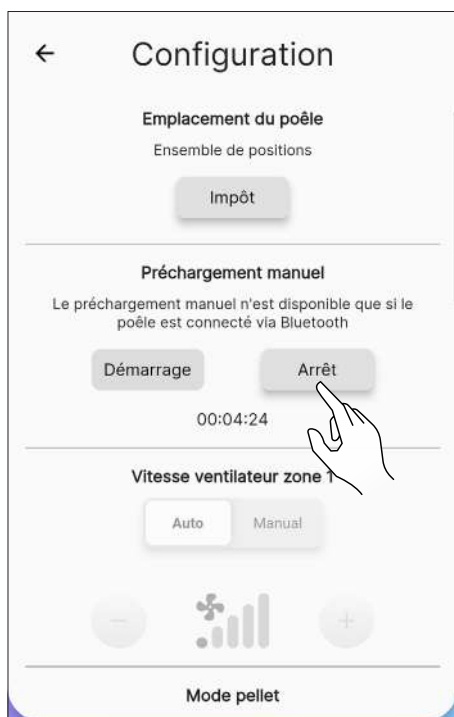 Configuration
Emplacement du poêle
Ensemble de positions
Impôt
Préchargement manuel
Le préchargement manuel n'est disponible que si le
poêle est connecté via Bluetooth
Démarrage Arrêt
00:04:24
Vitesse ventilateur zone 1
Auto Manual
Mode pellet